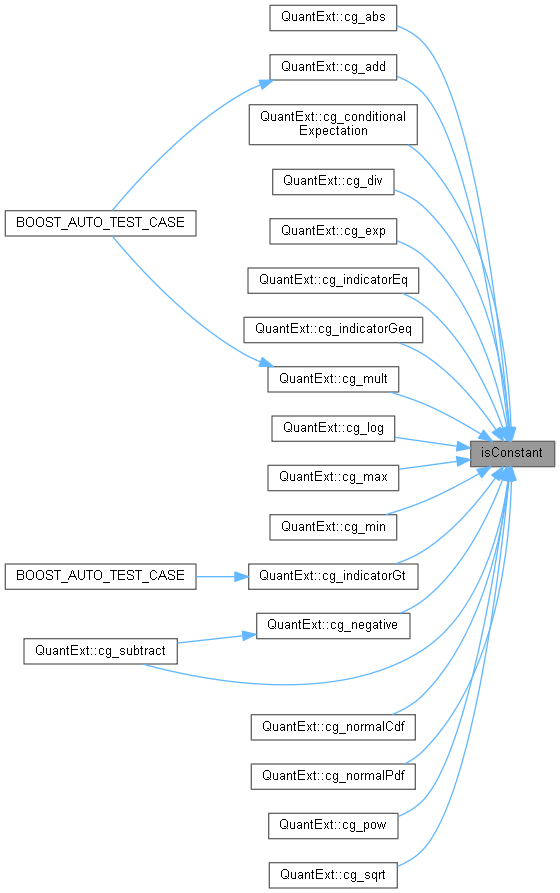 QuantExt::cg_abs
QuantExt::cg_add
QuantExt::cg_conditional
Expectation
QuantExt::cg_div
BOOST_AUTO_TEST_CASE
QuantExt::cg_exp
QuantExt::cg_indicatorEq
QuantExt::cg_indicatorGeq
QuantExt::cg_mult
QuantExt::cg_log
isConstant
QuantExt::cg_max
QuantExt::cg_min
BOOST_AUTO_TEST_CASE
QuantExt::cg_indicatorGt
QuantExt::cg_negative
QuantExt::cg_subtract
QuantExt::cg_normalCdf
QuantExt::cg_normalPdf
QuantExt::cg_pow
QuantExt::cg_sqrt